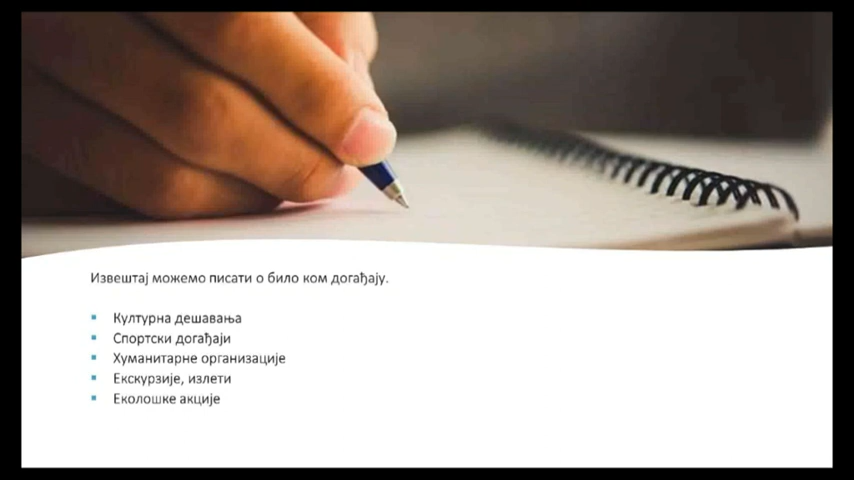 Извештај можемо писати о било ком догађају.
Културна дешавања
Спортски догађаји
Хуманитарне организације
Екскурзије, излети
Еколошке акције